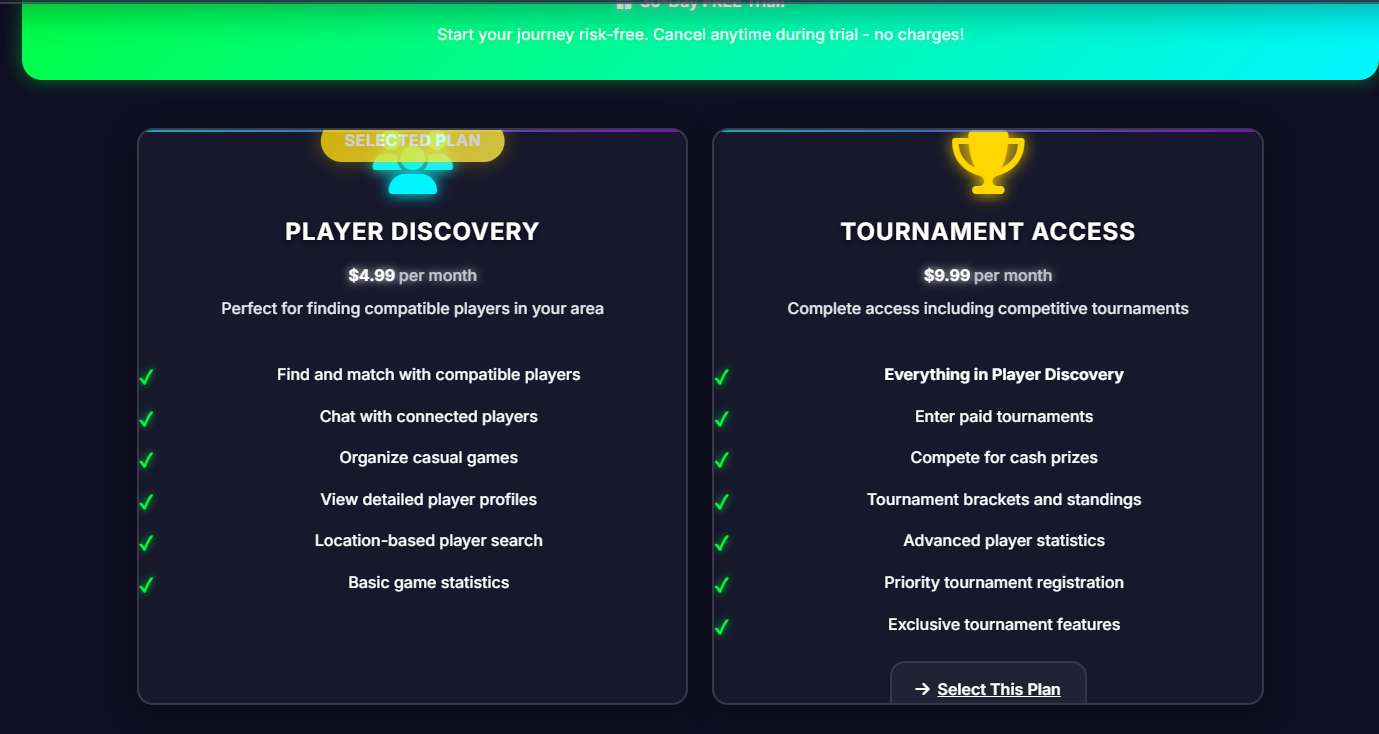 30-Day FREE Trial!
Start your journey risk-free. Cancel anytime during trial - no charges!
SELECTED PLAN
PLAYER DISCOVERY
$4.99 per month
Perfect for finding compatible players in your area
Find and match with compatible players
Chat with connected players
Organize casual games
View detailed player profiles
Location-based player search
Basic game statistics
TOURNAMENT ACCESS
$9.99 per month
Complete access including competitive tournaments
Everything in Player Discovery
Enter paid tournaments
Compete for cash prizes
Tournament brackets and standings
Advanced player statistics
Priority tournament registration
Exclusive tournament features
Select This Plan